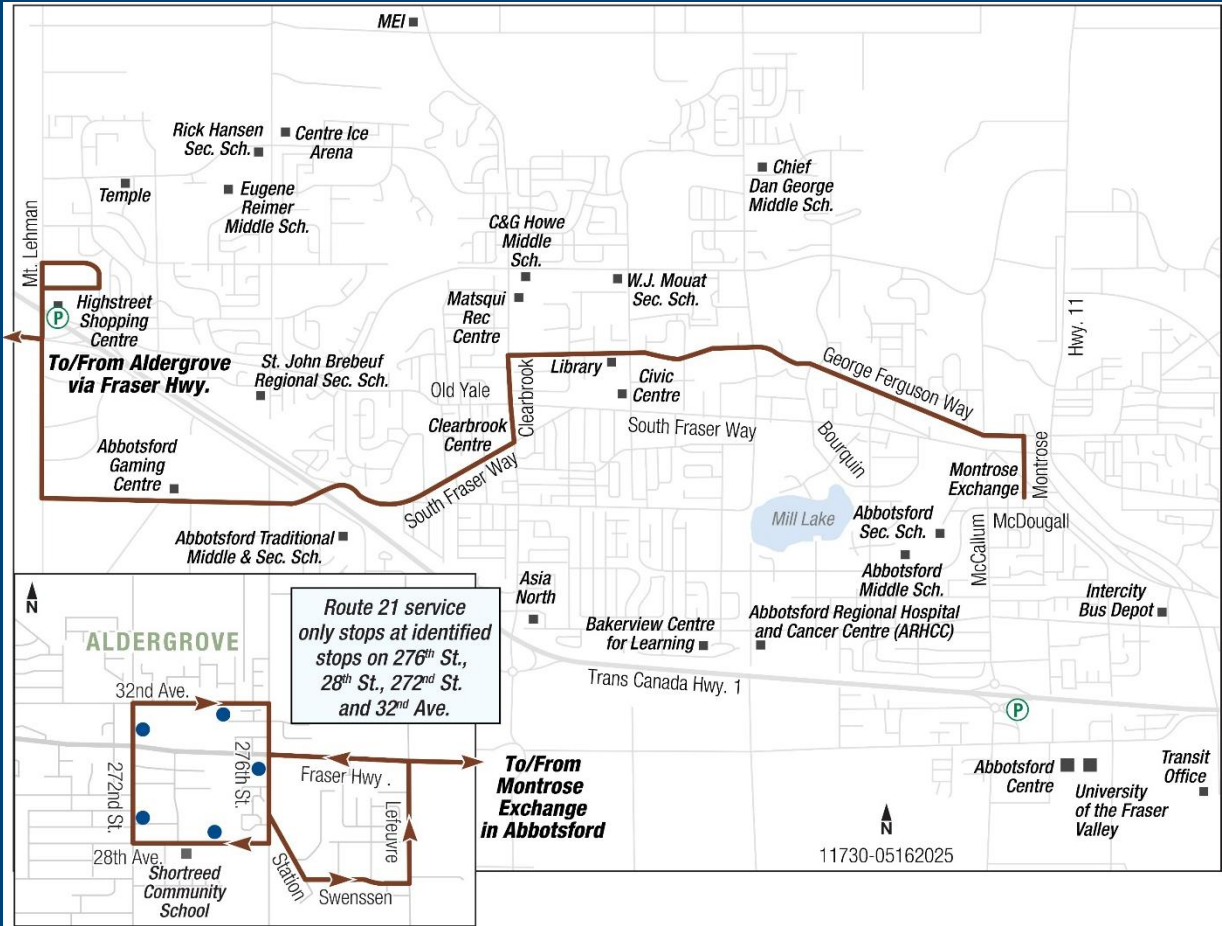 MEI
Rick Hansen
Sec. Sch.
Centre Ice
Arena
Temple
Eugene
Reimer
Middle Sch.
Chief
Dan George
Middle Sch.
Mt. Lehman
C&G Howe
Middle
Sch.
W.J. Mouat
Sec. Sch.
Matsqui
Rec
Centre
Hwy. 11
P
Highstreet
Shopping
Centre
To/From Aldergrove
via Fraser Hwy.
St. John Brebeuf
Regional Sec. Sch.
Old Yale
Clearbrook
Library
Civic
Centre
George Ferguson Way
Clearbrook
Centre
South Fraser Way
South Fraser Way
Bourquin
Abbotsford
Gaming
Centre
Montrose
Exchange
Montrose
McDougall
McCallum
Mill Lake
Abbotsford
Sec. Sch.
Abbotsford
Middle Sch.
Abbotsford Traditional
Middle & Sec. Sch.
Asia
North
Bakerview Centre
for Learning
Abbotsford Regional Hospital
and Cancer Centre (ARHCC)
Intercity
Bus Depot
Trans Canada Hwy. 1
P
Abbotsford
Centre
University
of the Fraser
Valley
Transit
Office
N
11730-05162025
N
ALDERGROVE
Route 21 service
only stops at identified
stops on 276th St.,
28th St., 272nd St.
and 32nd Ave.
32nd Ave.
276th St.
272nd St.
Fraser Hwy .
Lefeuvre
To/From
Montrose
Exchange
in Abbotsford
28th Ave.
Station
Swenssen
Shortreed
Community
School